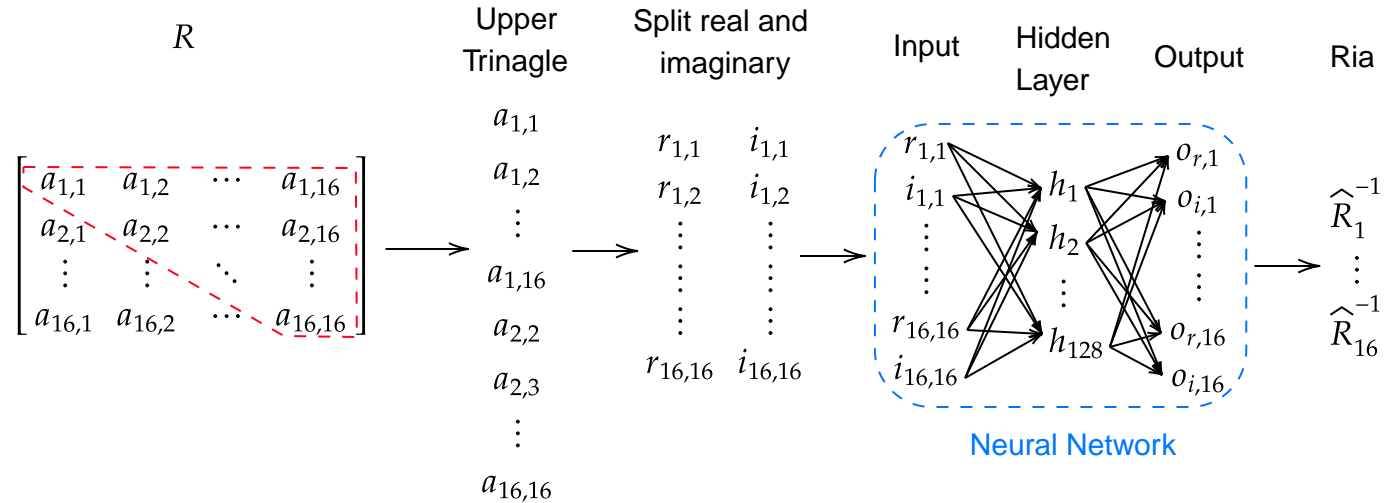 R
Upper
Trinagle
Split real and
imaginary
Input
Hidden
Layer
Output
Ria
a1,1 a1,2 ⋯ a1,16
a2,1 a2,2 ⋯ a2,16
⋮ ⋮ ⋱ ⋮
a16,1 a16,2 ⋯ a16,16
a1,1
a1,2
⋮
a1,16
a2,2
a2,3
⋮
a16,16
r1,1 i1,1
r1,2 i1,2
⋮ ⋮
⋮ ⋮
r16,16 i16,16
r1,1
i1,1
⋮ ⋮
r16,16
i16,16
h1
h2
⋮
h128
or,1
oi,1
⋮ ⋮
or,16
oi,16
R̂1⁻¹
⋮
R̂16⁻¹
Neural Network